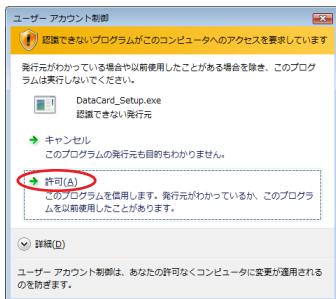 ユーザー アカウント制御
認識できないプログラムがこのコンピュータへのアクセスを要求しています
発行元がわかっている場合や以前使用したことがある場合を除き、このプログ
ラムは実行しないでください。
DataCard_Setup.exe
認識できない発行元
キャンセル
このプログラムの発行元も目的もわかりません。
許可(A)
このプログラムを信用します。発行元がわかっているか、このプログラ
ムを以前使用したことがあります。
詳細(D)
ユーザー アカウント制御は、あなたの許可なくコンピュータに変更が適用される
のを防ぎます。